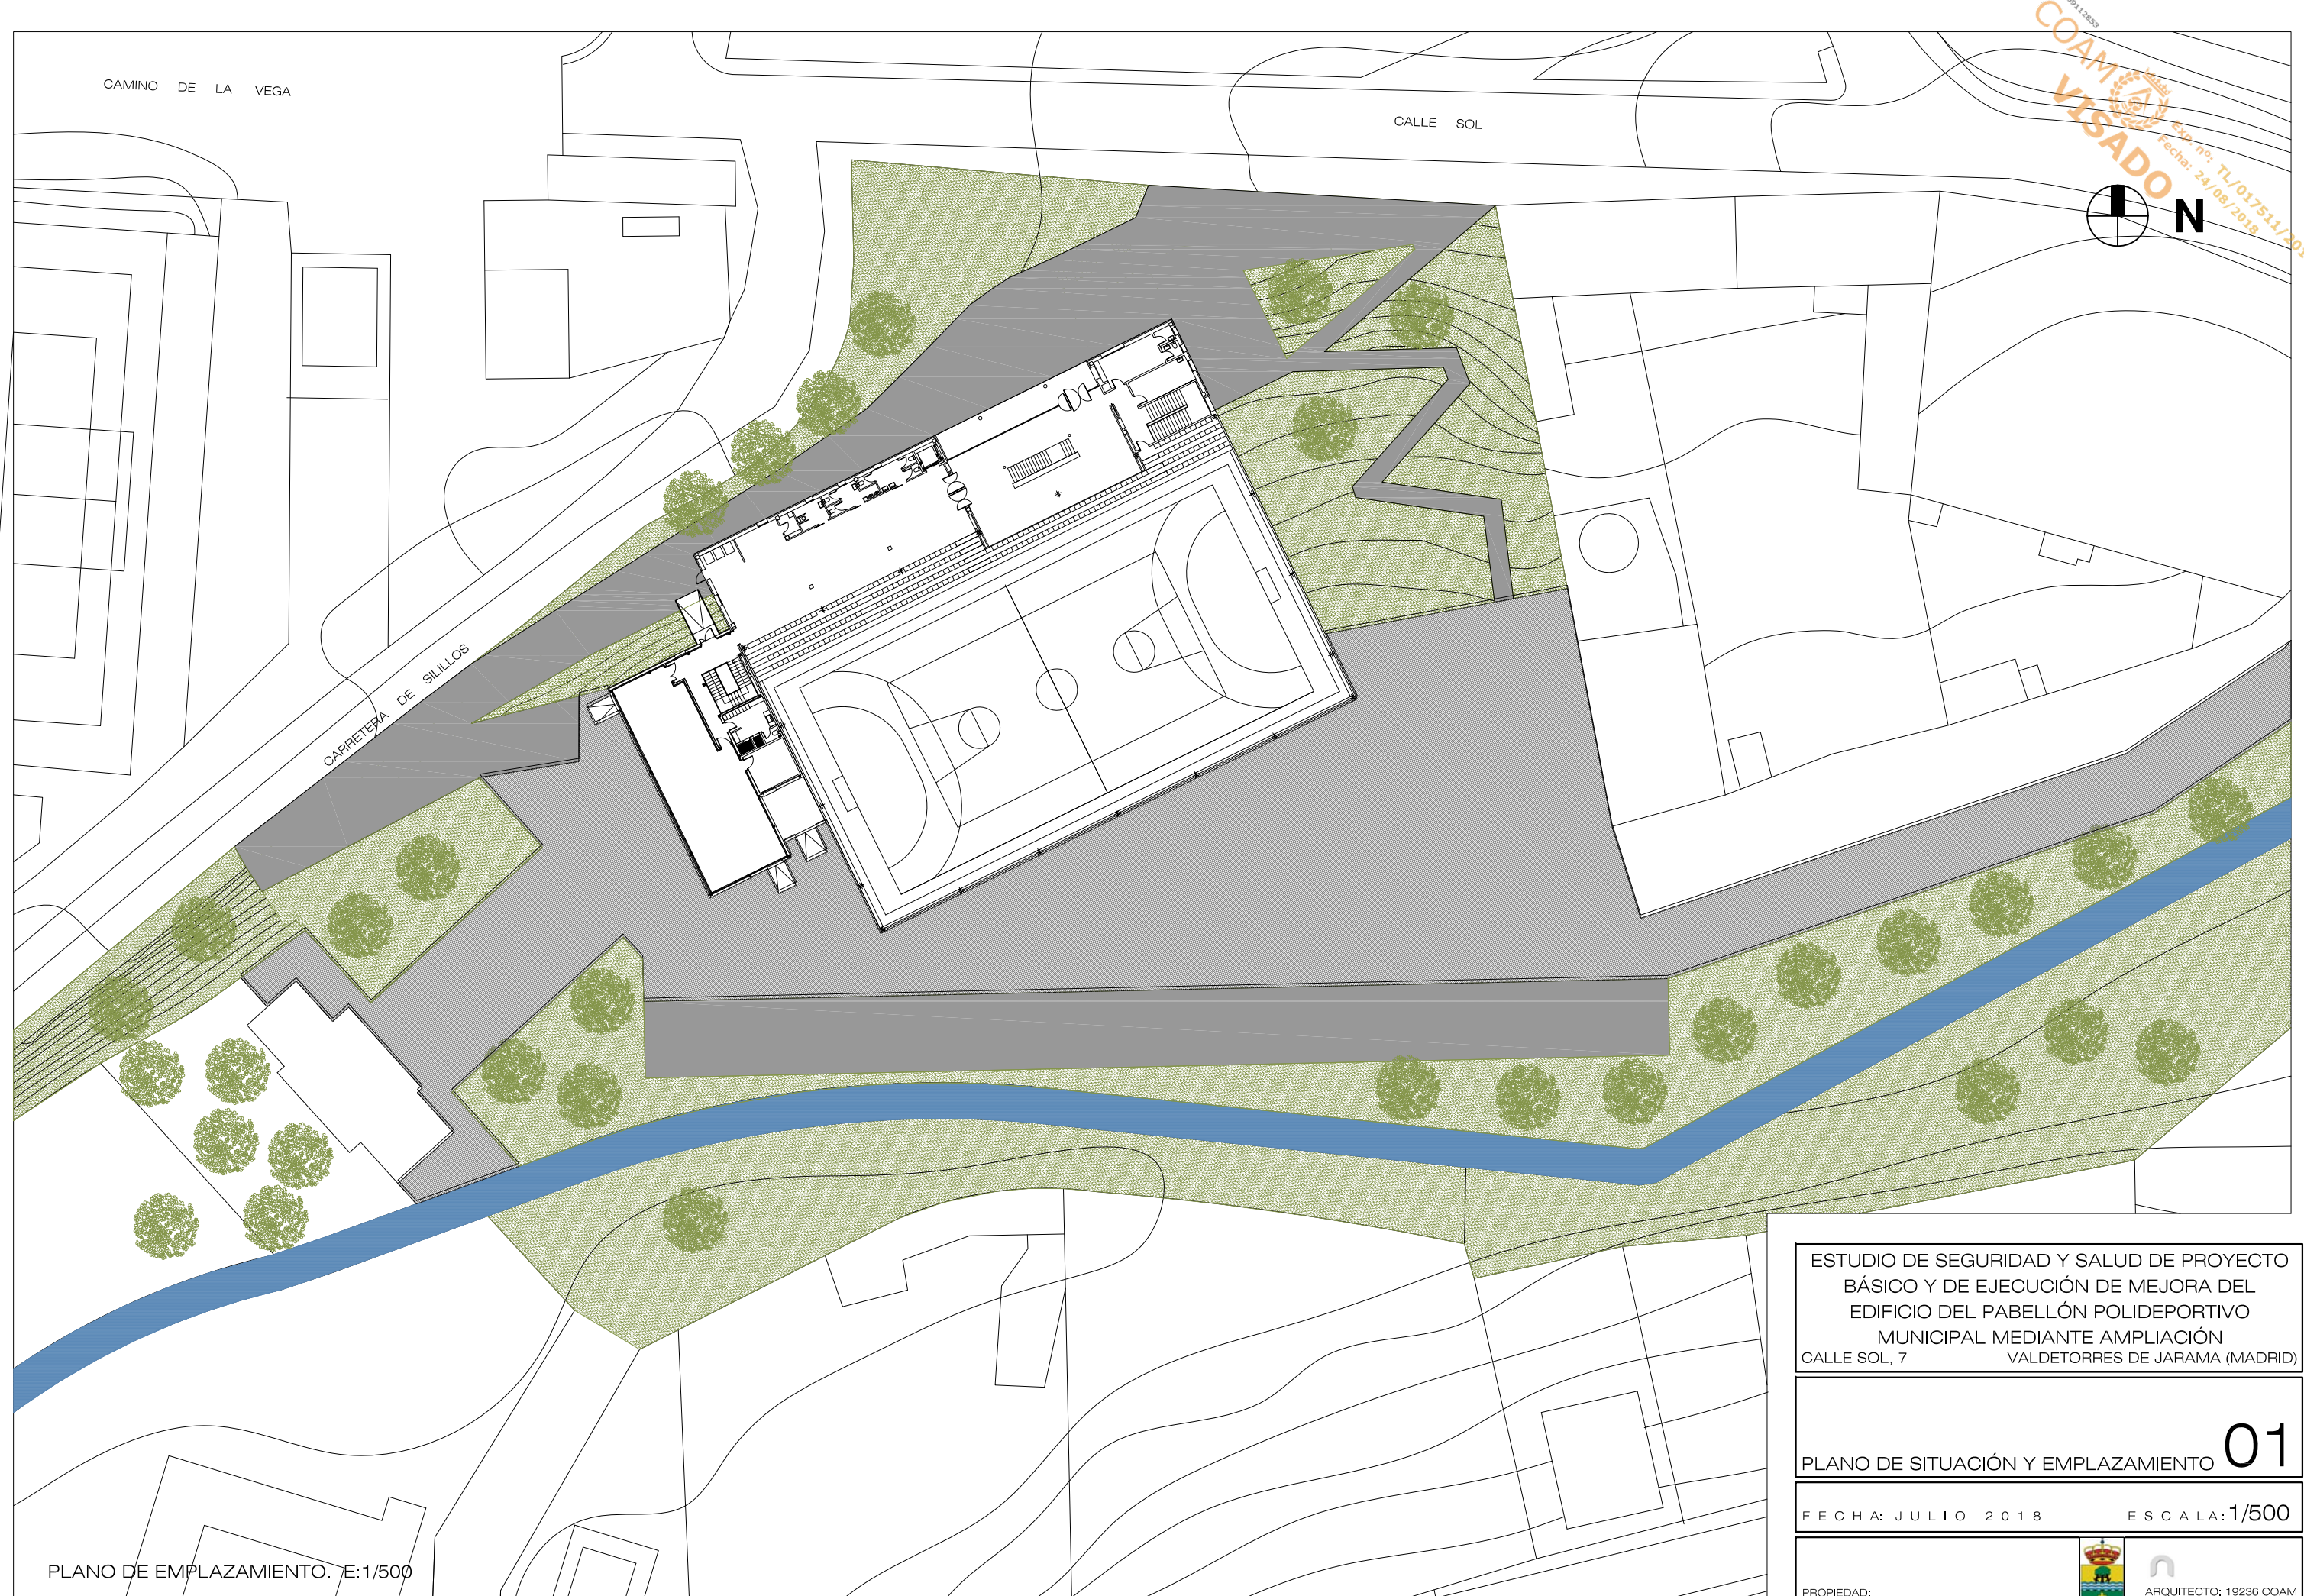 COAM
VISADO
Exp. nº: TL/017511/201
Fecha: 24/08/2018
CAMINO DE LA VEGA
CALLE SOL
N
CARRETERA DE SILILLOS
ESTUDIO DE SEGURIDAD Y SALUD DE PROYECTO
BÁSICO Y DE EJECUCIÓN DE MEJORA DEL
EDIFICIO DEL PABELLÓN POLIDEPORTIVO
MUNICIPAL MEDIANTE AMPLIACIÓN
CALLE SOL, 7 VALDETORRES DE JARAMA (MADRID)
PLANO DE SITUACIÓN Y EMPLAZAMIENTO 01
FECHA: JULIO 2018 ESCALA: 1/500
PLANO DE EMPLAZAMIENTO. E:1/500
PROPIEDAD: ARQUITECTO: 19236 COAM